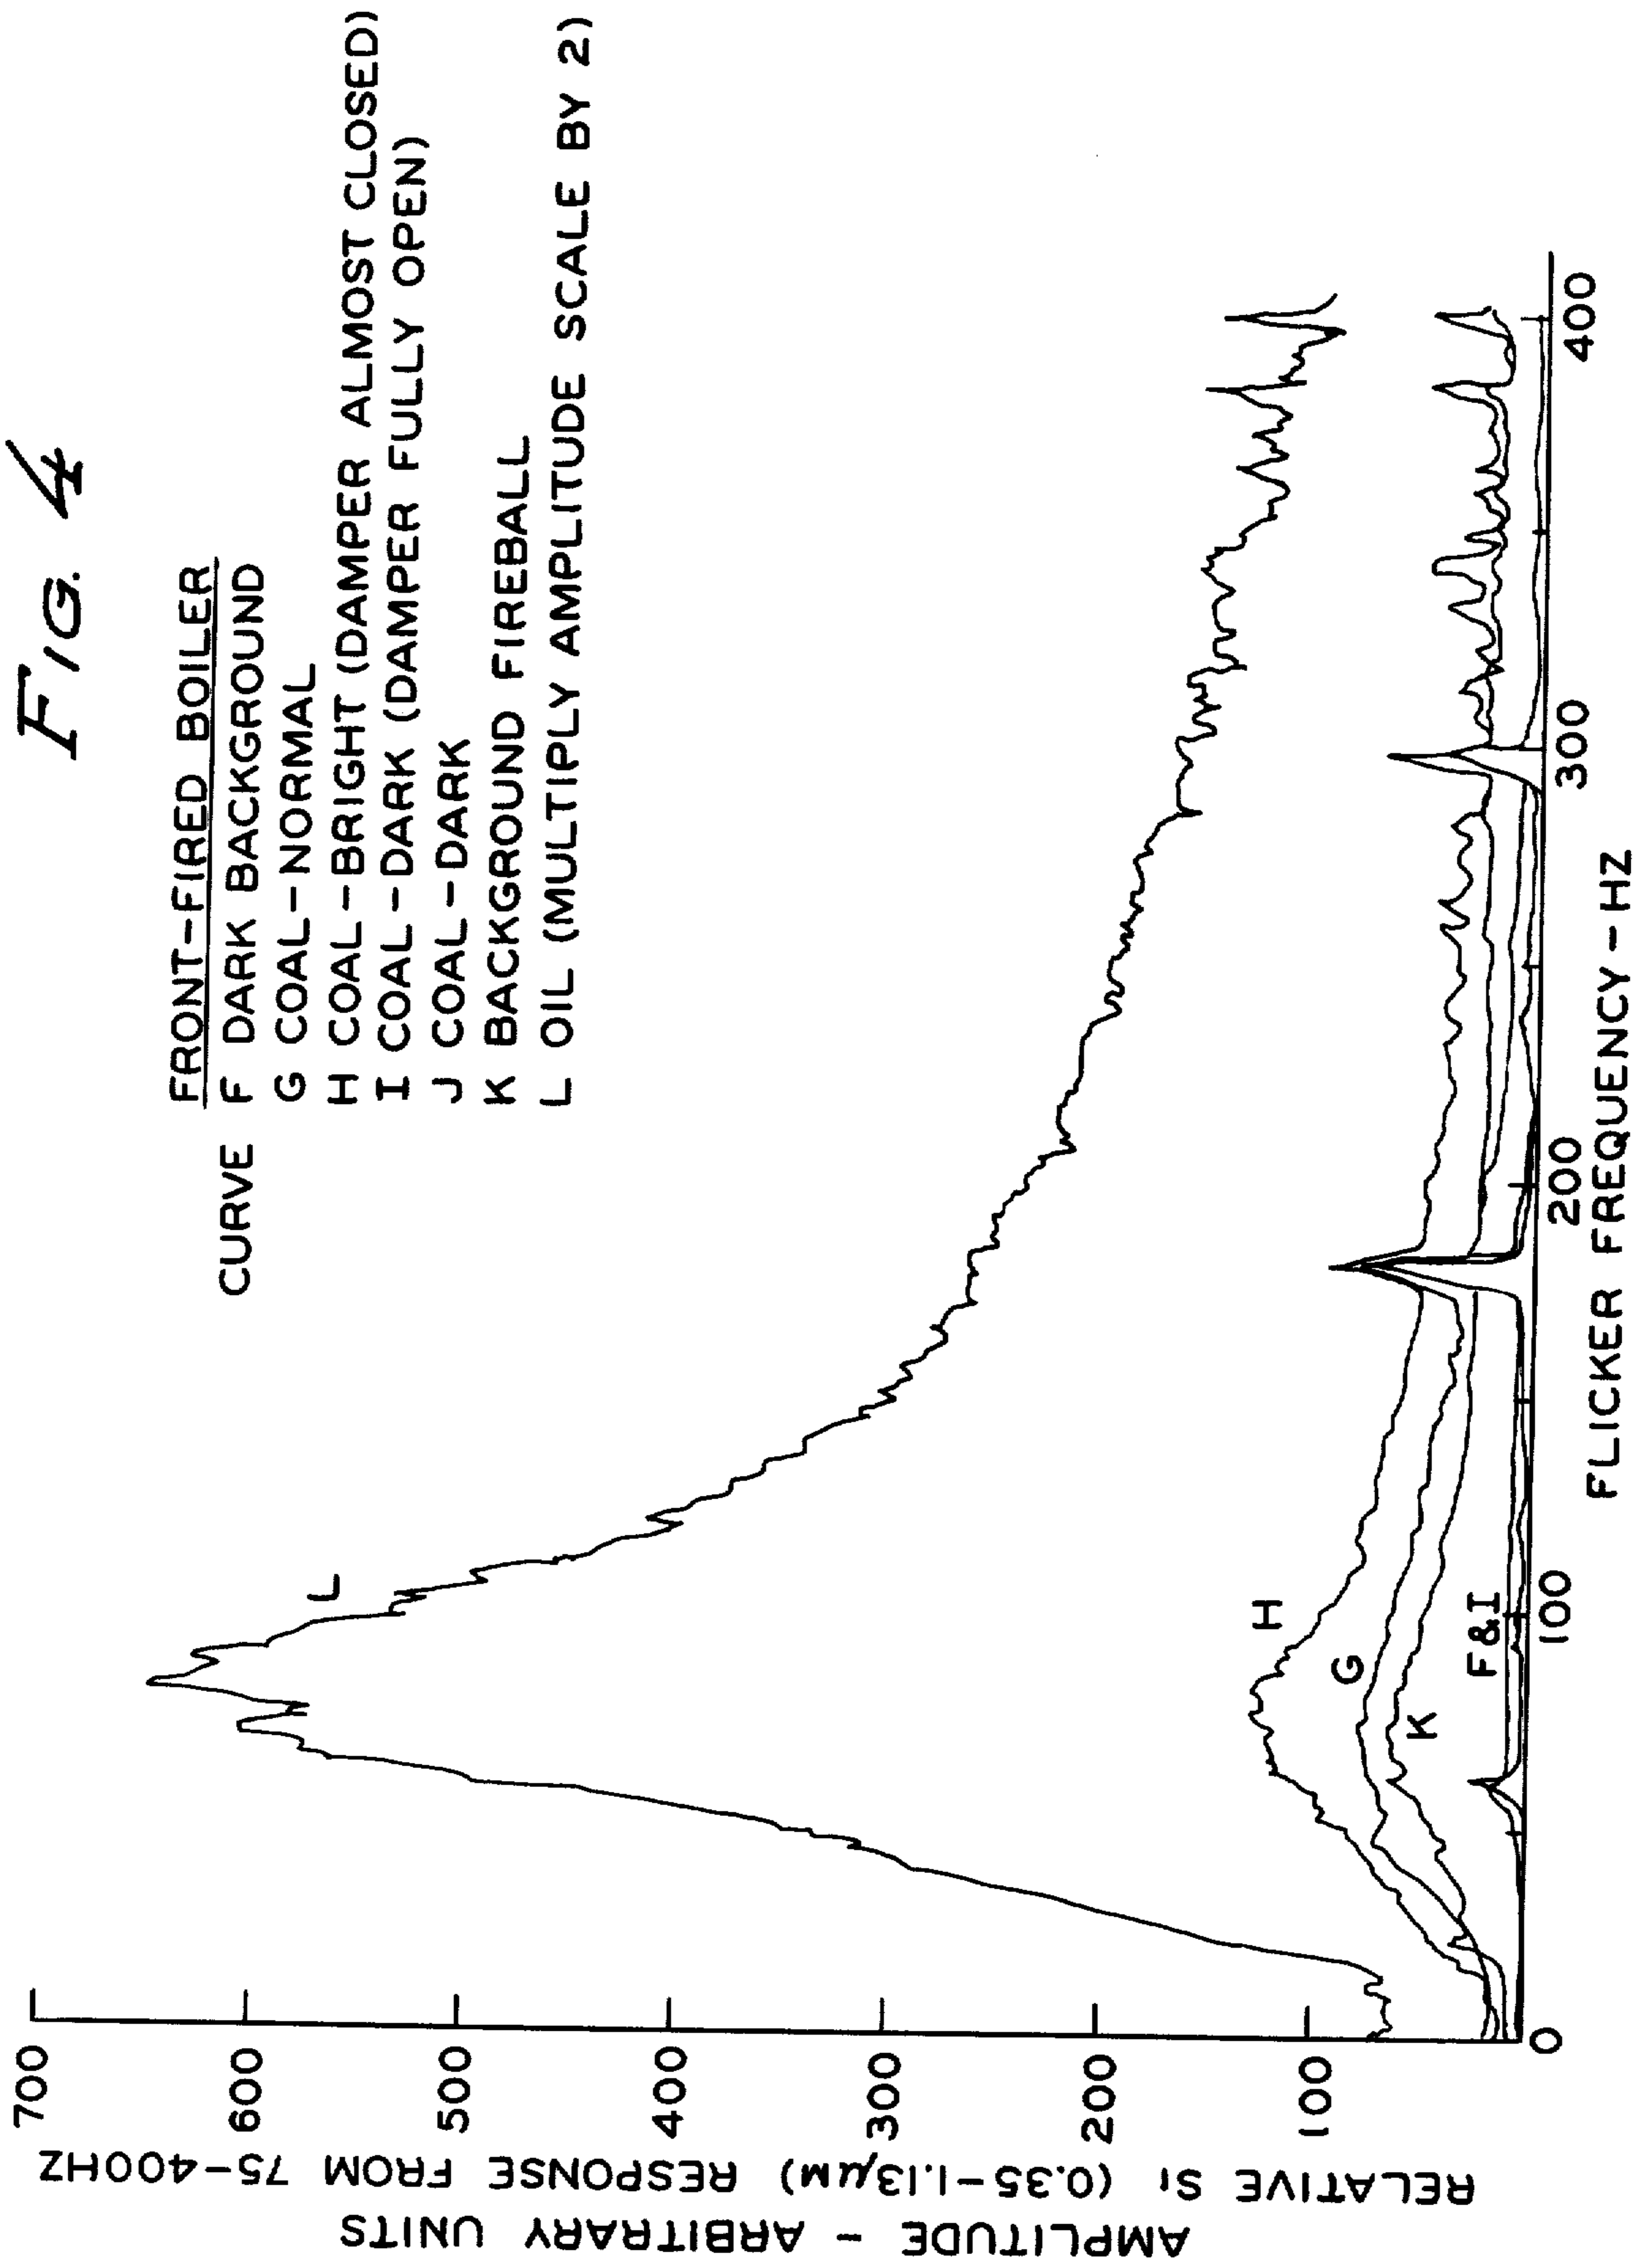 FIG. 4
FRONT-FIRED BOILER
CURVE F DARK BACKGROUND
G COAL-NORMAL
H COAL-BRIGHT (DAMPER ALMOST CLOSED)
I COAL-DARK (DAMPER FULLY OPEN)
J COAL-DARK
K BACKGROUND FIREBALL
L OIL (MULTIPLY AMPLITUDE SCALE BY 2)
AMPLITUDE - ARBITRARY UNITS
RELATIVE Si (0.35-1.13μm) RESPONSE FROM 75-400HZ
700
600
500
400
300
200
100
L
H
G
K
F&I
0
100
200
300
400
FLICKER FREQUENCY-HZ